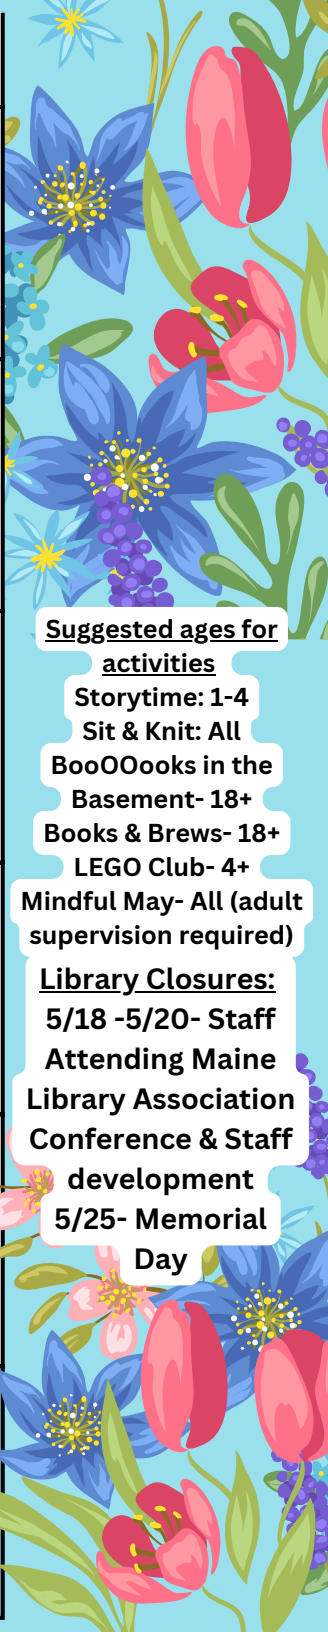 Suggested ages for
activities
Storytime: 1-4
Sit & Knit: All
BooOOooks in the
Basement- 18+
Books & Brews- 18+
LEGO Club- 4+
Mindful May- All (adult
supervision required)
Library Closures:
5/18 -5/20- Staff
Attending Maine
Library Association
Conference & Staff
development
5/25- Memorial
Day